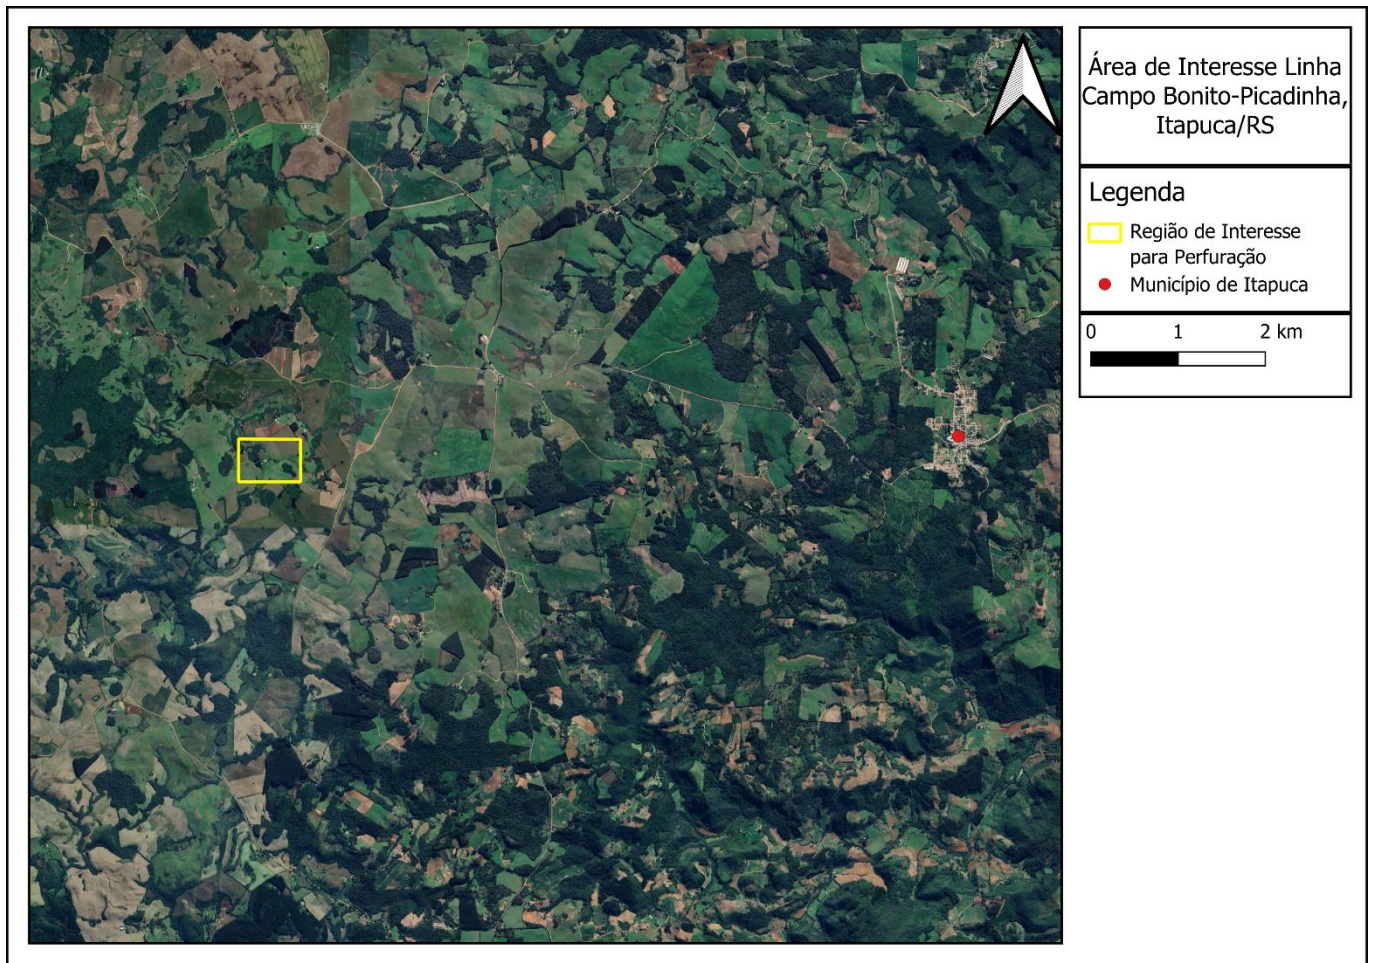 Área de Interesse Linha
Campo Bonito-Picadinha,
Itapuca/RS
Legenda
Região de Interesse
para Perfuração
Município de Itapuca
0 1 2 km